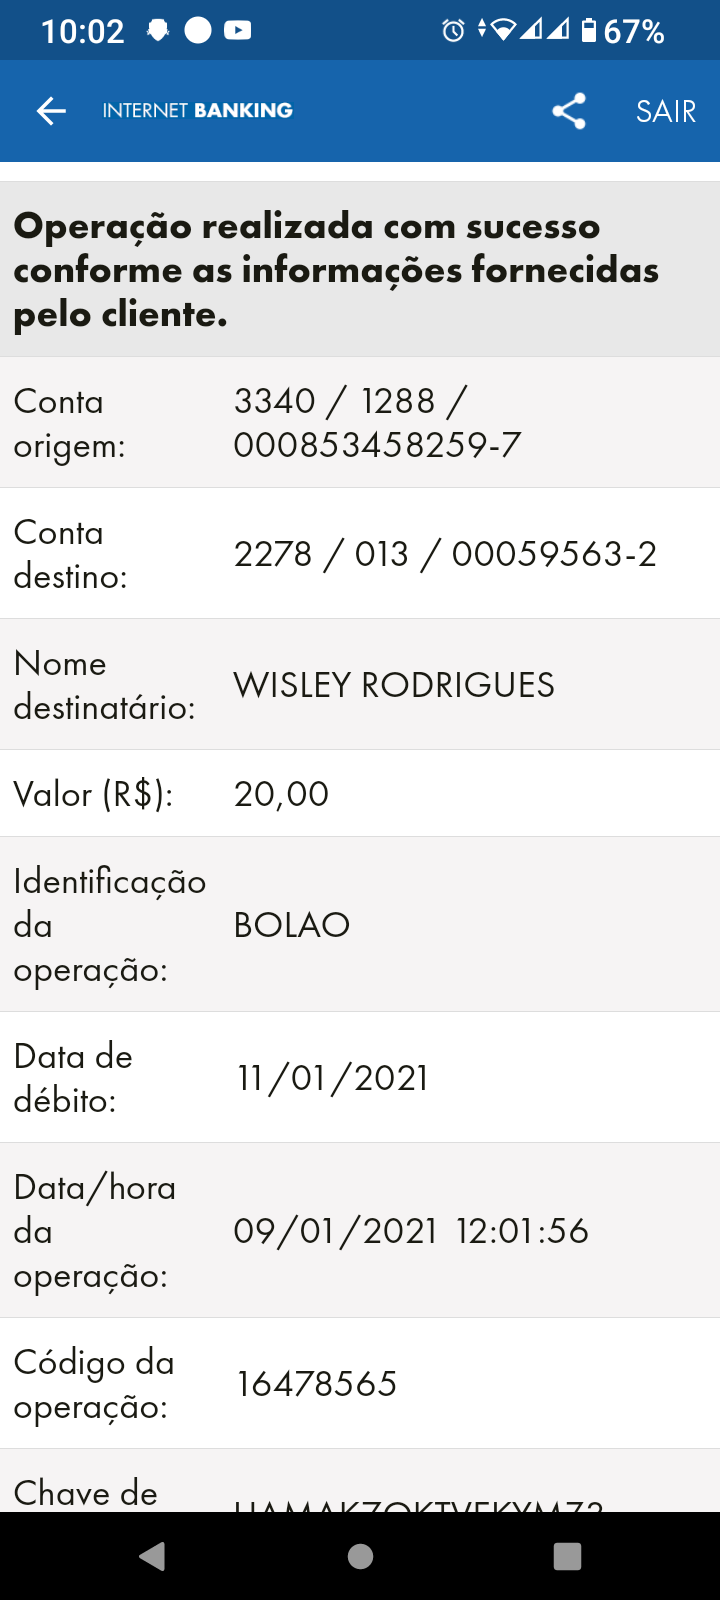 10:02 67%
INTERNET BANKING SAIR
Operação realizada com sucesso
conforme as informações fornecidas
pelo cliente.
Conta
origem:
3340 / 1288 /
000853458259-7
Conta
destino:
2278 / 013 / 00059563-2
Nome
destinatário:
WISLEY RODRIGUES
Valor (R$): 20,00
Identificação
da
operação:
BOLAO
Data de
débito:
11/01/2021
Data/hora
da
operação:
09/01/2021 12:01:56
Código da
operação:
16478565
Chave de